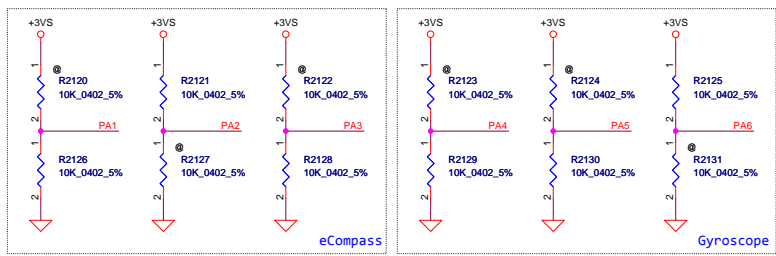 +3VS +3VS +3VS +3VS +3VS +3VS
1 @ 1 1 @ 1 @ 1 @ 1
R2120 R2121 R2122 R2123 R2124 R2125
10K_0402_5% 10K_0402_5% 10K_0402_5% 10K_0402_5% 10K_0402_5% 10K_0402_5%
2 2 2 2 2 2
PA1 PA2 PA3 PA4 PA5 PA6
1 1 @ 1 1 1 1 @
R2126 R2127 R2128 R2129 R2130 R2131
10K_0402_5% 10K_0402_5% 10K_0402_5% 10K_0402_5% 10K_0402_5% 10K_0402_5%
2 2 2 2 2 2
eCompass Gyroscope